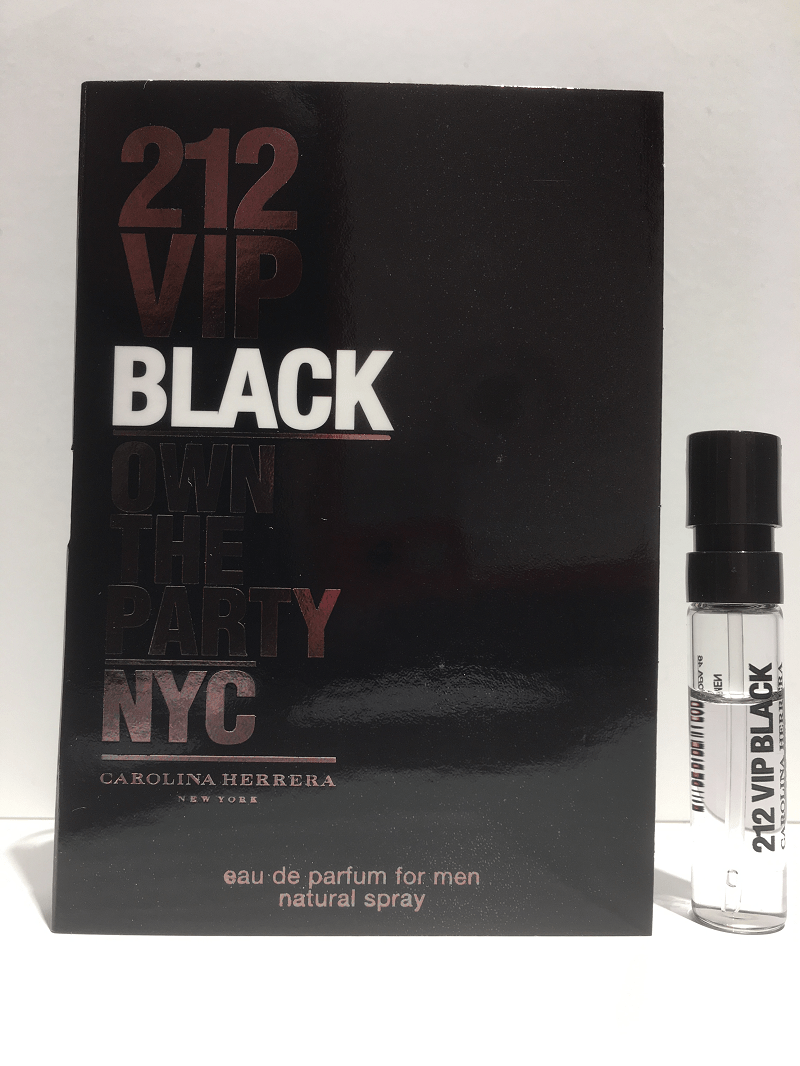 212
VIP
BLACK
OWN
THE
PARTY
NYC
CAROLINA HERRERA
NEW YORK
eau de parfum for men
natural spray
212 VIP BLACK
CAROLINA HERRERA